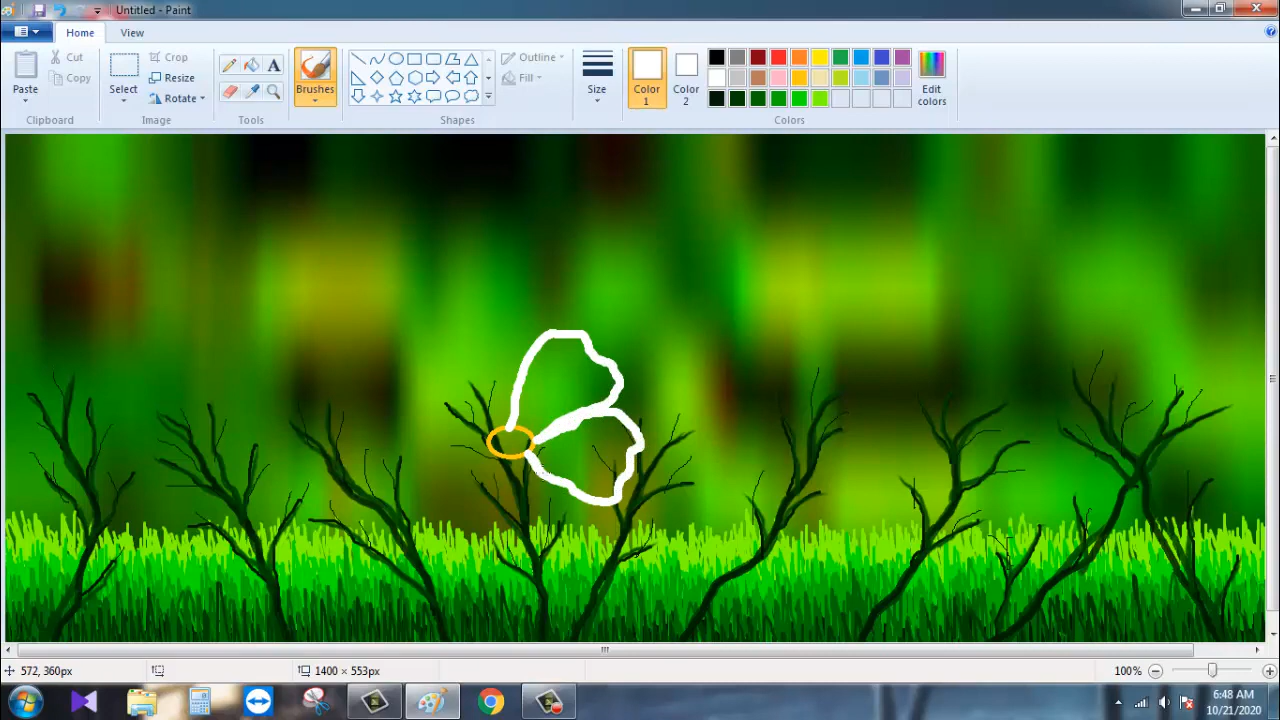 Untitled - Paint
Home View
Paste
Cut
Copy
Clipboard
Select
Crop
Resize
Rotate
Image
A
Tools
Brushes
Outline
Fill
Shapes
Size
Color 1
Color 2
Edit colors
Colors
572, 360px
1400 × 553px
100%
6:48 AM
10/21/2020